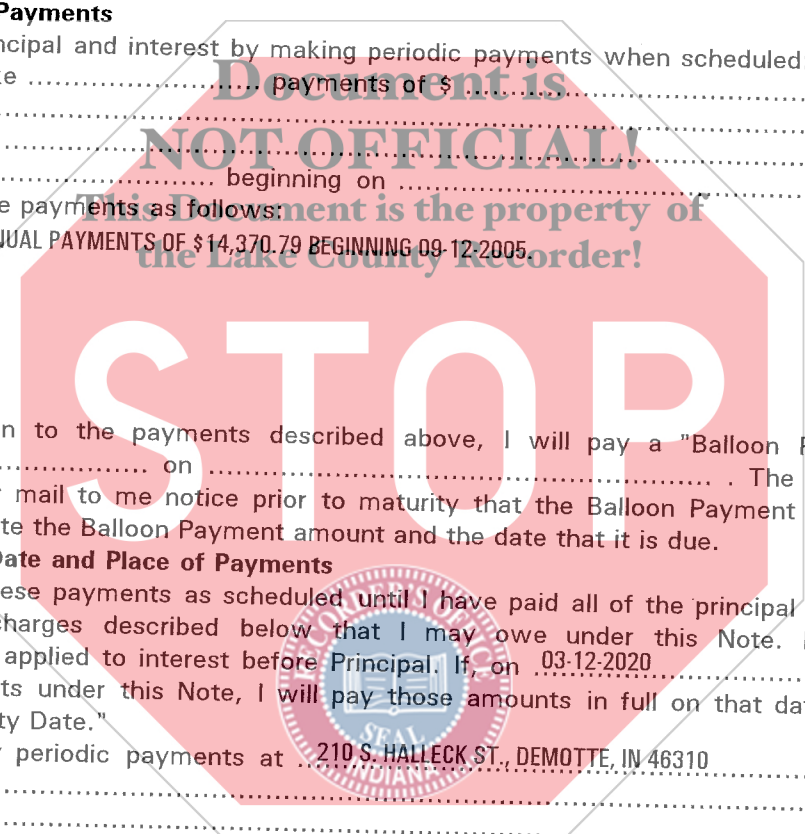 Payments
ncipal and interest by making periodic payments when scheduled
e ........................ payments of $ ........................
beginning on ........................
e payments as follows:
NUAL PAYMENTS OF $14,370.79 BEGINNING 09-12-2005.
Document is
NOT OFFICIAL!
This Document is the property of
the Lake County Recorder!
STOP
n to the payments described above, I will pay a "Balloon P
................ on ........................ . The
mail to me notice prior to maturity that the Balloon Payment
te the Balloon Payment amount and the date that it is due.
Date and Place of Payments
ese payments as scheduled until I have paid all of the principal
charges described below that I may owe under this Note.
applied to interest before Principal. If, on 03-12-2020
ts under this Note, I will pay those amounts in full on that dat
ty Date."
periodic payments at 210 S. HALLECK ST., DEMOTTE, IN 46310
RECORDER'S OFFICE
SEAL
INDIANA